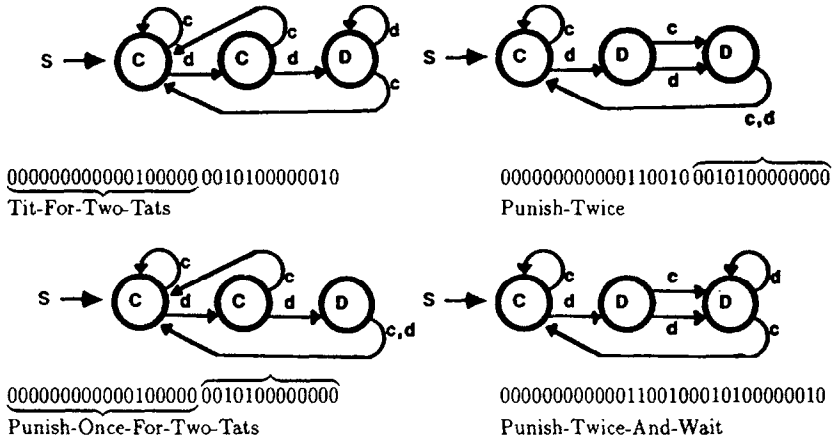 c c d
S C d C d D
c
c c
S C d D d D
c,d
000000000000100000 0010100000010
Tit-For-Two-Tats
000000000000110010 0010100000000
Punish-Twice
c c
S C d C d D
c,d
c c d
S C d D d D
c
000000000000100000 0010100000000
Punish-Once-For-Two-Tats
0000000000001100100010100000010
Punish-Twice-And-Wait